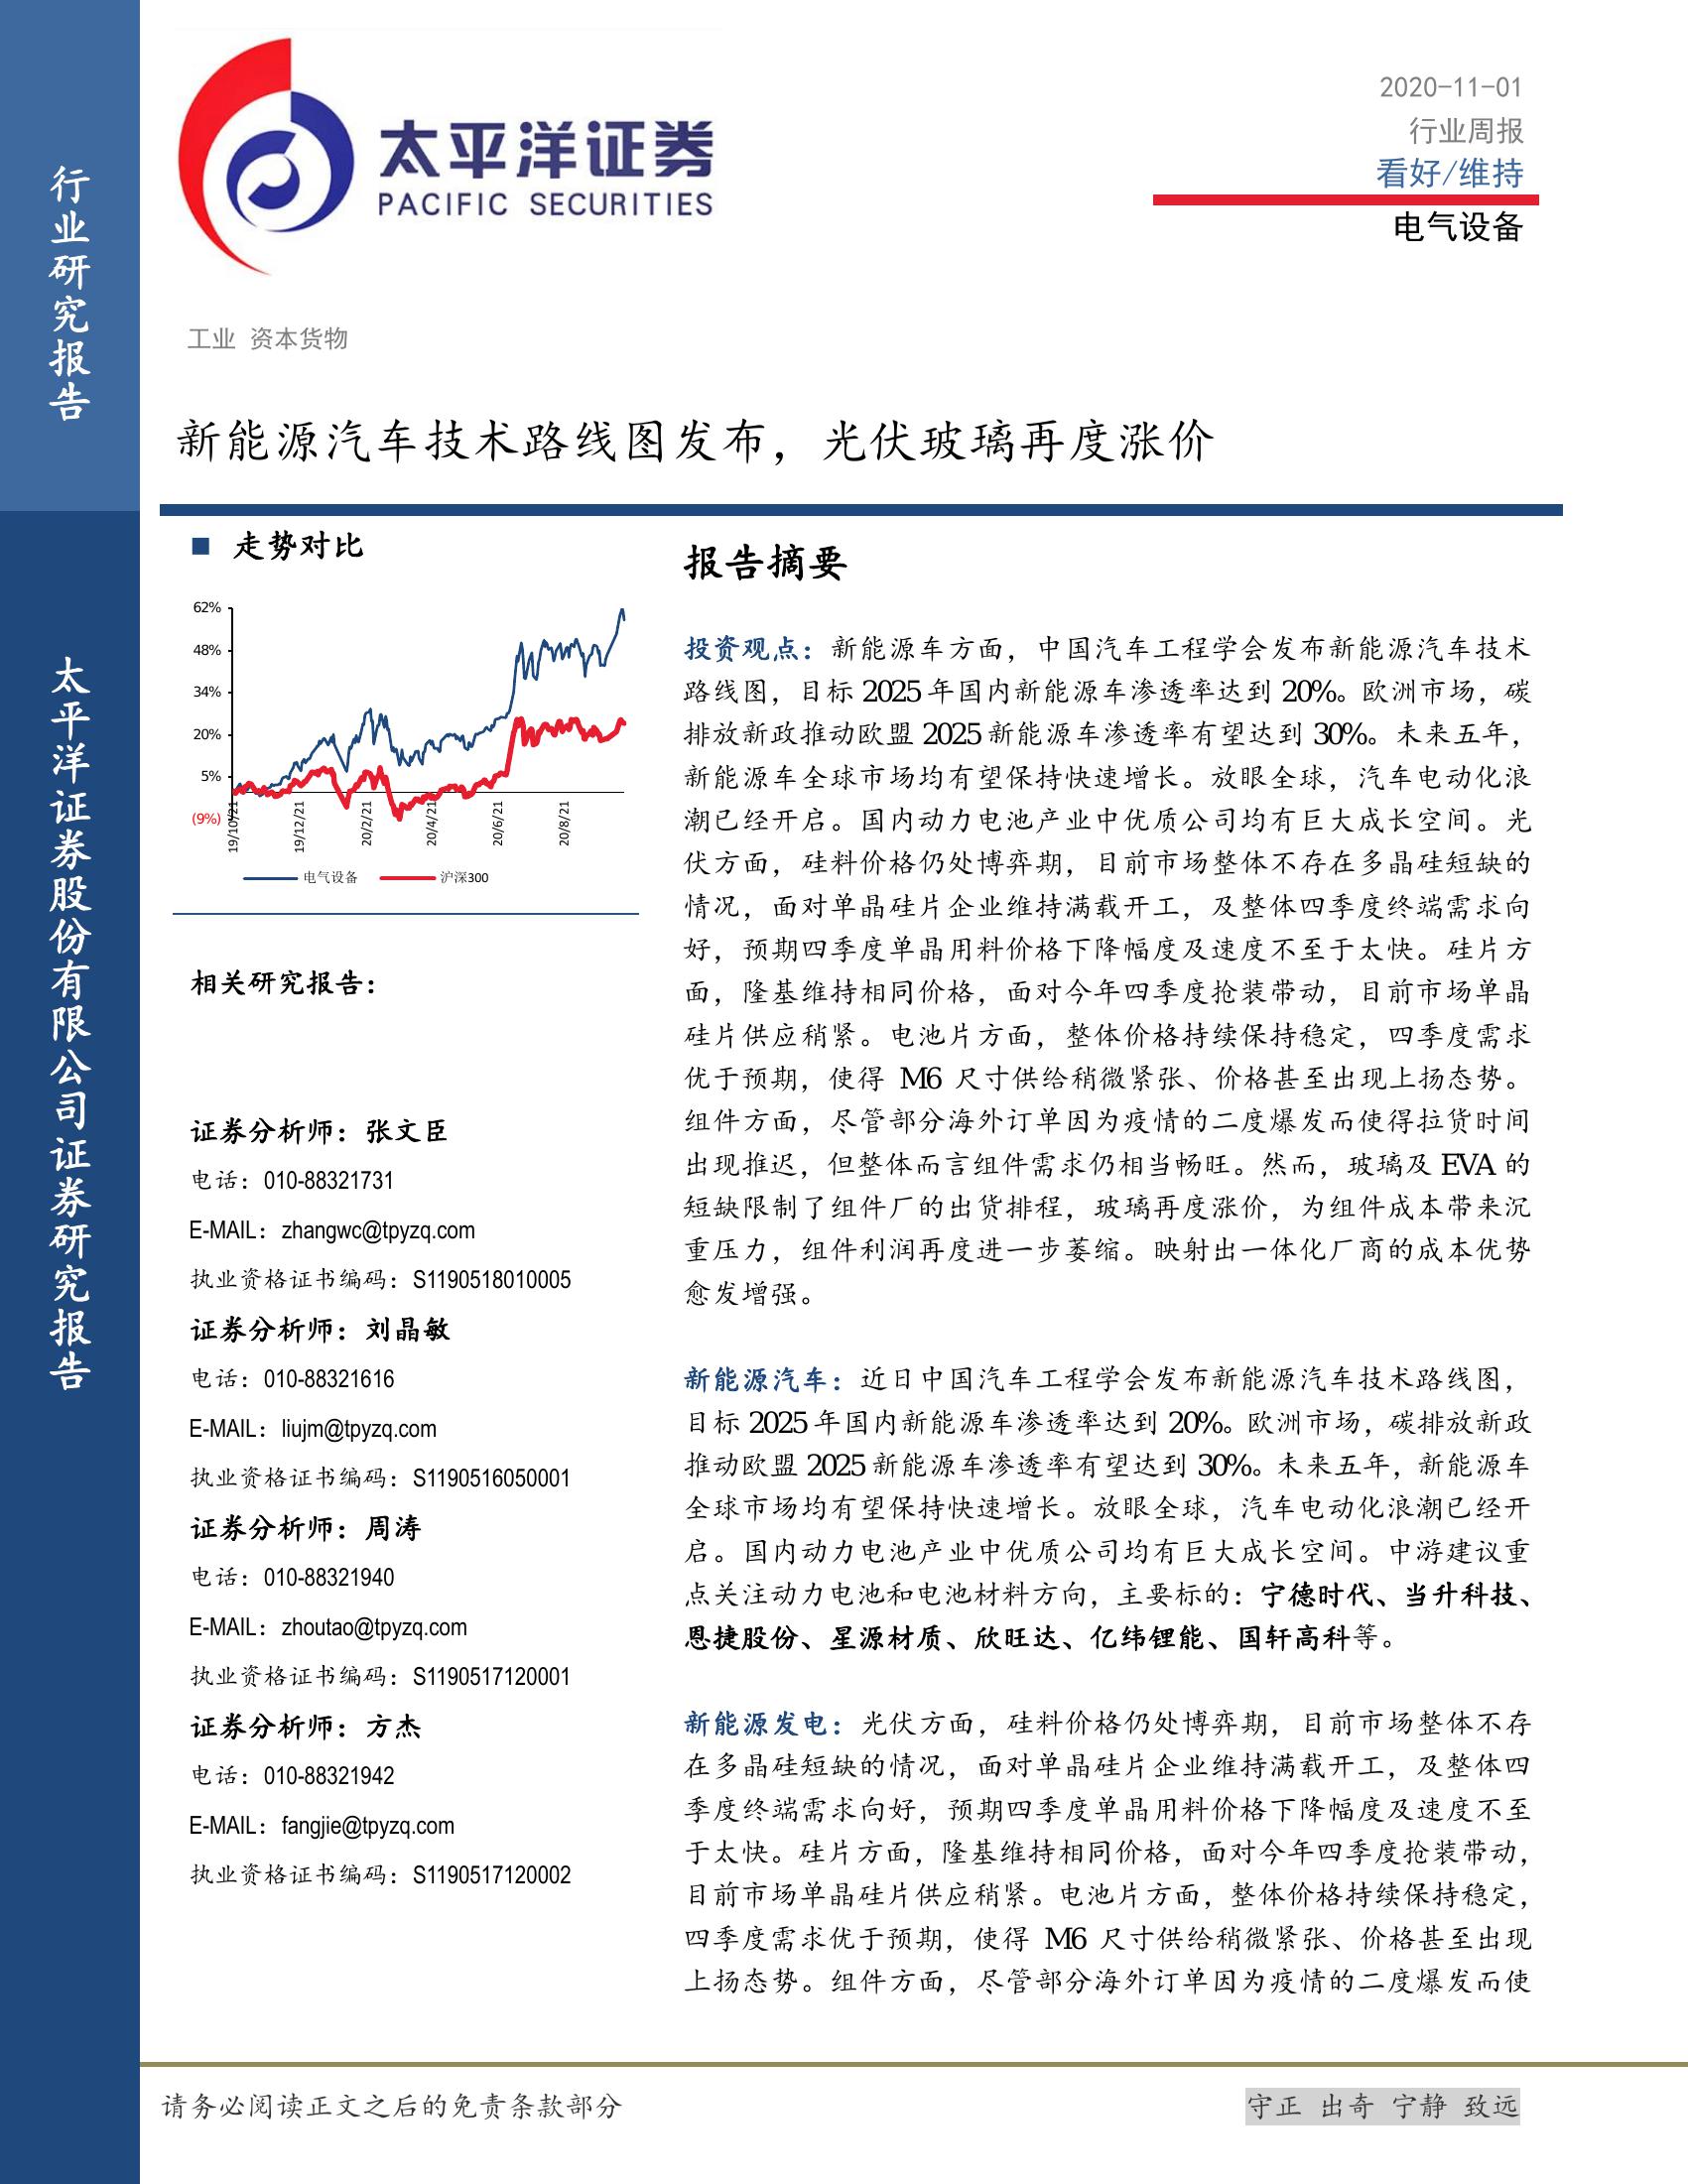 行业研究报告
太平洋证券股份有限公司证券研究报告
太平洋证券
PACIFIC SECURITIES
2020-11-01
行业周报
看好/维持
电气设备
工业 资本货物
新能源汽车技术路线图发布，光伏玻璃再度涨价
■ 走势对比
62%
48%
34%
20%
5%
(9%)
19/10/21
19/12/21
20/2/21
20/4/21
20/6/21
20/8/21
电气设备 沪深300
相关研究报告：
证券分析师：张文臣
电话：010-88321731
E-MAIL：zhangwc@tpyzq.com
执业资格证书编码：S1190518010005
证券分析师：刘晶敏
电话：010-88321616
E-MAIL：liujm@tpyzq.com
执业资格证书编码：S1190516050001
证券分析师：周涛
电话：010-88321940
E-MAIL：zhoutao@tpyzq.com
执业资格证书编码：S1190517120001
证券分析师：方杰
电话：010-88321942
E-MAIL：fangjie@tpyzq.com
执业资格证书编码：S1190517120002
报告摘要
投资观点：新能源车方面，中国汽车工程学会发布新能源汽车技术
路线图，目标 2025 年国内新能源车渗透率达到 20%。欧洲市场，碳
排放新政推动欧盟 2025 新能源车渗透率有望达到 30%。未来五年，
新能源车全球市场均有望保持快速增长。放眼全球，汽车电动化浪
潮已经开启。国内动力电池产业中优质公司均有巨大成长空间。光
伏方面，硅料价格仍处博弈期，目前市场整体不存在多晶硅短缺的
情况，面对单晶硅片企业维持满载开工，及整体四季度终端需求向
好，预期四季度单晶用料价格下降幅度及速度不至于太快。硅片方
面，隆基维持相同价格，面对今年四季度抢装带动，目前市场单晶
硅片供应稍紧。电池片方面，整体价格持续保持稳定，四季度需求
优于预期，使得 M6 尺寸供给稍微紧张、价格甚至出现上扬态势。
组件方面，尽管部分海外订单因为疫情的二度爆发而使得拉货时间
出现推迟，但整体而言组件需求仍相当畅旺。然而，玻璃及 EVA 的
短缺限制了组件厂的出货排程，玻璃再度涨价，为组件成本带来沉
重压力，组件利润再度进一步萎缩。映射出一体化厂商的成本优势
愈发增强。
新能源汽车：近日中国汽车工程学会发布新能源汽车技术路线图，
目标 2025 年国内新能源车渗透率达到 20%。欧洲市场，碳排放新政
推动欧盟 2025 新能源车渗透率有望达到 30%。未来五年，新能源车
全球市场均有望保持快速增长。放眼全球，汽车电动化浪潮已经开
启。国内动力电池产业中优质公司均有巨大成长空间。中游建议重
点关注动力电池和电池材料方向，主要标的：宁德时代、当升科技、
恩捷股份、星源材质、欣旺达、亿纬锂能、国轩高科等。
新能源发电：光伏方面，硅料价格仍处博弈期，目前市场整体不存
在多晶硅短缺的情况，面对单晶硅片企业维持满载开工，及整体四
季度终端需求向好，预期四季度单晶用料价格下降幅度及速度不至
于太快。硅片方面，隆基维持相同价格，面对今年四季度抢装带动，
目前市场单晶硅片供应稍紧。电池片方面，整体价格持续保持稳定，
四季度需求优于预期，使得 M6 尺寸供给稍微紧张、价格甚至出现
上扬态势。组件方面，尽管部分海外订单因为疫情的二度爆发而使
请务必阅读正文之后的免责条款部分
守正 出奇 宁静 致远